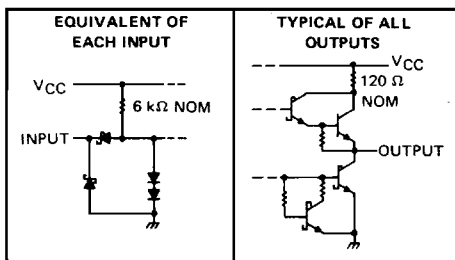 EQUIVALENT OF
EACH INPUT
VCC
6 kΩ NOM
INPUT
TYPICAL OF ALL
OUTPUTS
VCC
120 Ω
NOM
OUTPUT